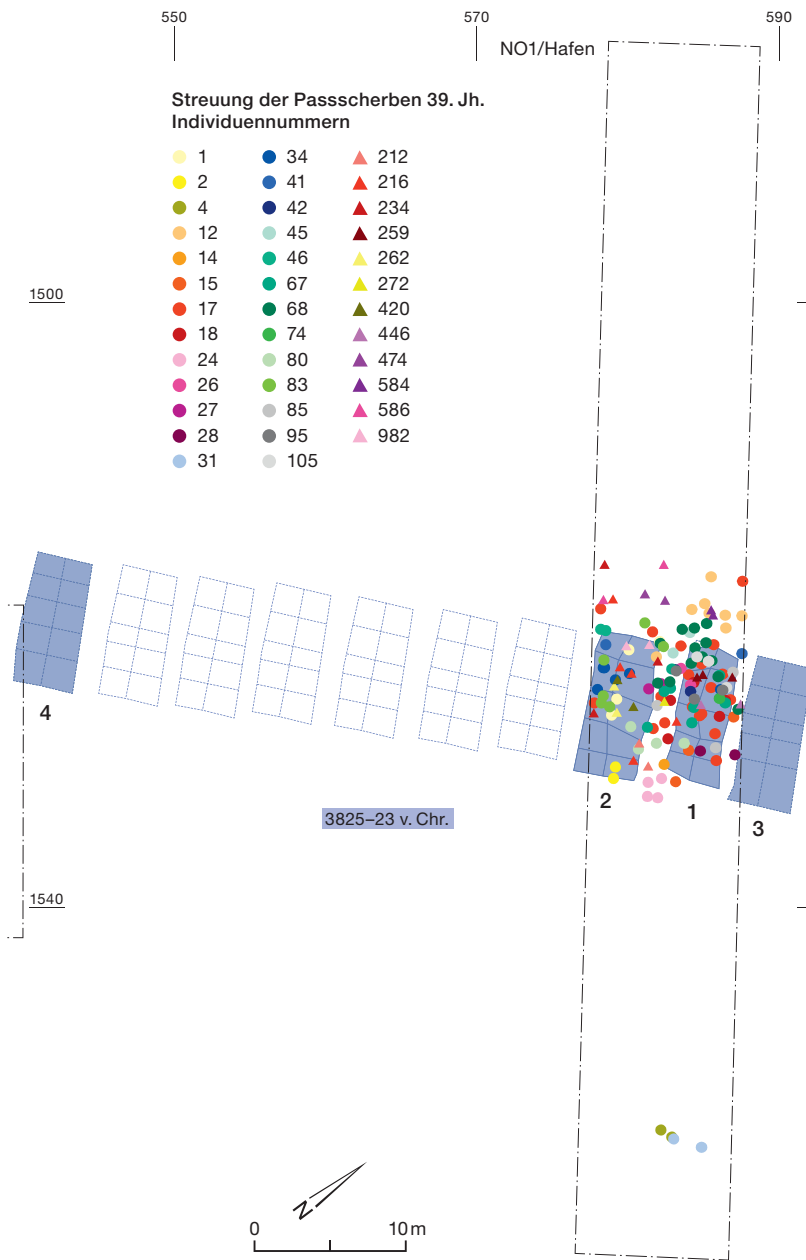 550
570
590
NO1/Hafen
Streuung der Passscherben 39. Jh.
Individuennummern
1 34 212
2 41 216
4 42 234
12 45 259
14 46 262
15 67 272
17 68 420
18 74 446
24 80 474
26 83 584
27 85 586
28 95 982
31 105
1500
4
2
1
3
3825–23 v. Chr.
1540
N
0 10 m